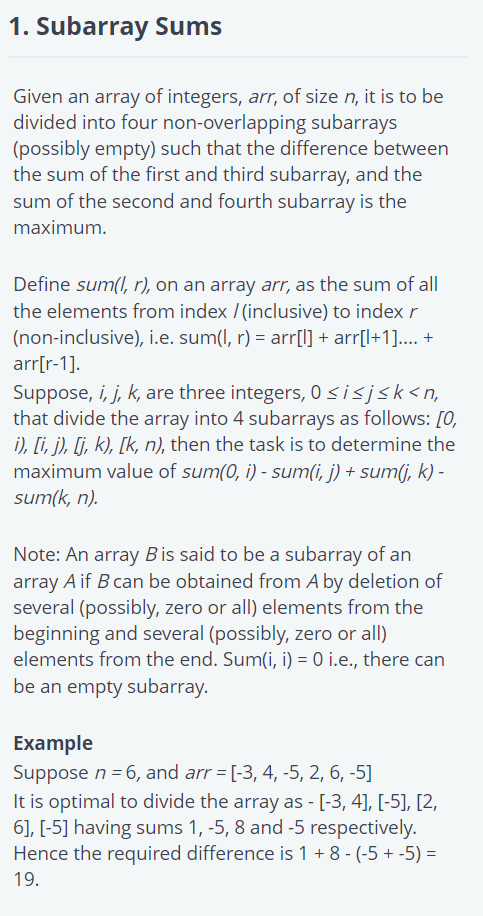 1. Subarray Sums
Given an array of integers, arr, of size n, it is to be
divided into four non-overlapping subarrays
(possibly empty) such that the difference between
the sum of the first and third subarray, and the
sum of the second and fourth subarray is the
maximum.
Define sum(l, r), on an array arr, as the sum of all
the elements from index l (inclusive) to index r
(non-inclusive), i.e. sum(l, r) = arr[l] + arr[l+1].... +
arr[r-1].
Suppose, i, j, k, are three integers, 0 ≤ i ≤ j ≤ k < n,
that divide the array into 4 subarrays as follows: [0,
i), [i, j), [j, k), [k, n), then the task is to determine the
maximum value of sum(0, i) - sum(i, j) + sum(j, k) -
sum(k, n).
Note: An array B is said to be a subarray of an
array A if B can be obtained from A by deletion of
several (possibly, zero or all) elements from the
beginning and several (possibly, zero or all)
elements from the end. Sum(i, i) = 0 i.e., there can
be an empty subarray.
Example
Suppose n = 6, and arr = [-3, 4, -5, 2, 6, -5]
It is optimal to divide the array as - [-3, 4], [-5], [2,
6], [-5] having sums 1, -5, 8 and -5 respectively.
Hence the required difference is 1 + 8 - (-5 + -5) =
19.